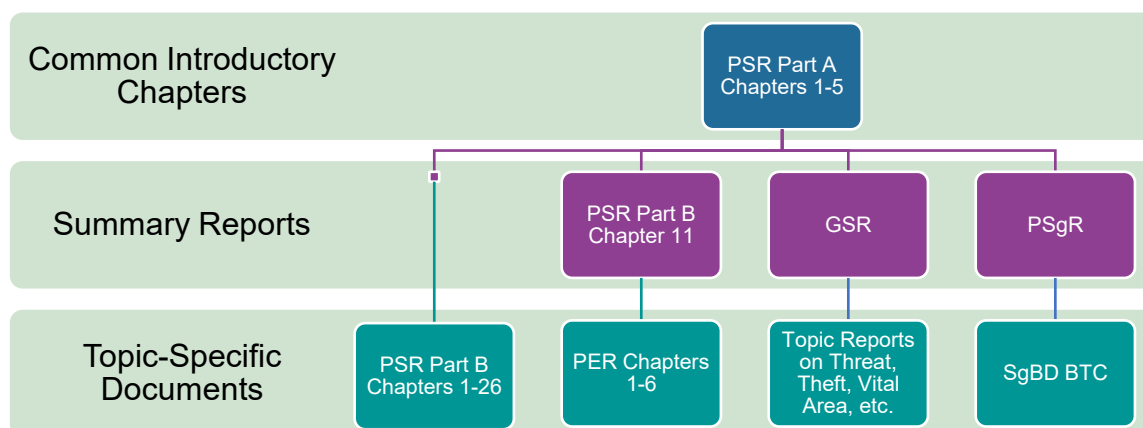 Common Introductory
Chapters
PSR Part A
Chapters 1-5
Summary Reports
PSR Part B
Chapter 11
GSR
PSgR
Topic-Specific
Documents
PSR Part B
Chapters 1-26
PER Chapters
1-6
Topic Reports
on Threat,
Theft, Vital
Area, etc.
SgBD BTC